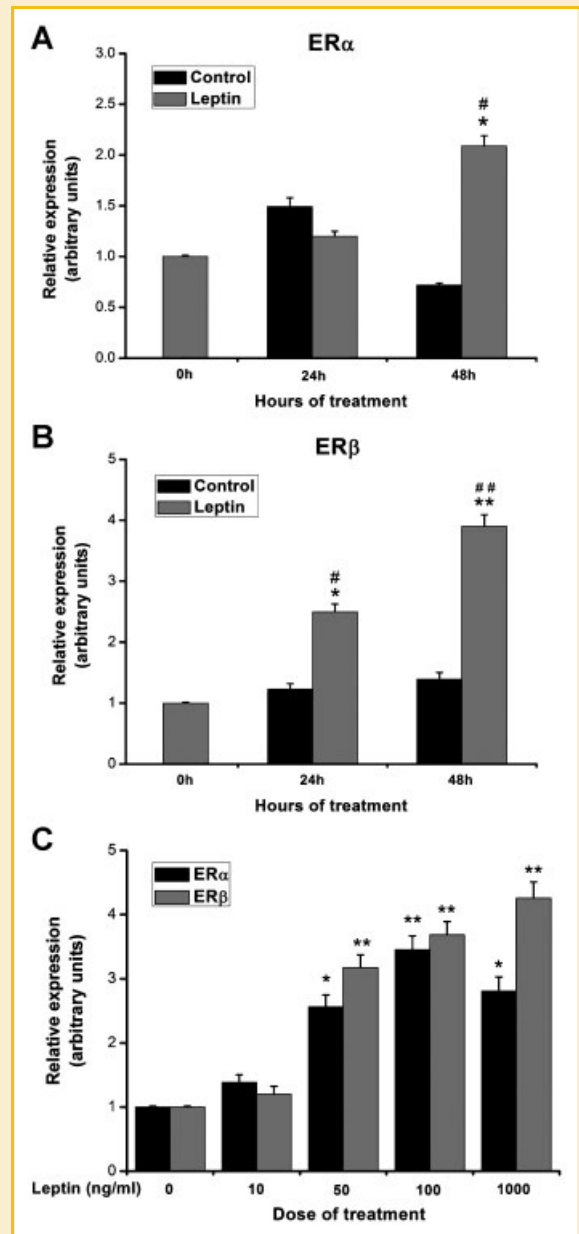 A
ERα
Control
Leptin
Relative expression
(arbitrary units)
3.0
2.5
2.0
1.5
1.0
0.5
0.0
#
*
0h
24h
48h
Hours of treatment
B
ERβ
Control
Leptin
Relative expression
(arbitrary units)
5
4
3
2
1
0
#
*
##
**
0h
24h
48h
Hours of treatment
C
ERα
ERβ
Relative expression
(arbitrary units)
5
4
3
2
1
0
*
**
**
**
*
**
Leptin (ng/ml)
0
10
50
100
1000
Dose of treatment